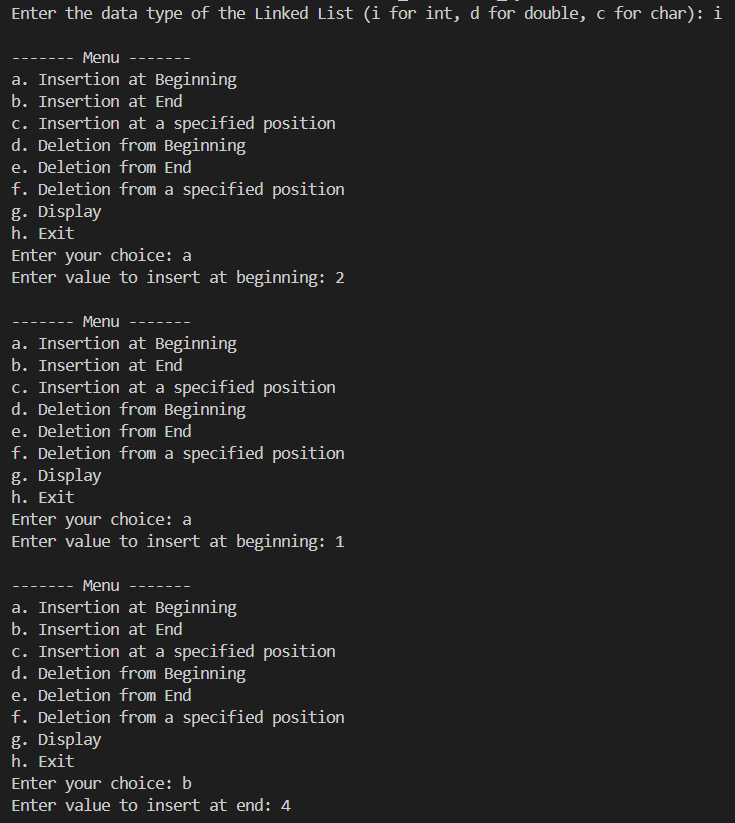 Enter the data type of the Linked List (i for int, d for double, c for char): i
------- Menu -------
a. Insertion at Beginning
b. Insertion at End
c. Insertion at a specified position
d. Deletion from Beginning
e. Deletion from End
f. Deletion from a specified position
g. Display
h. Exit
Enter your choice: a
Enter value to insert at beginning: 2
------- Menu -------
a. Insertion at Beginning
b. Insertion at End
c. Insertion at a specified position
d. Deletion from Beginning
e. Deletion from End
f. Deletion from a specified position
g. Display
h. Exit
Enter your choice: a
Enter value to insert at beginning: 1
------- Menu -------
a. Insertion at Beginning
b. Insertion at End
c. Insertion at a specified position
d. Deletion from Beginning
e. Deletion from End
f. Deletion from a specified position
g. Display
h. Exit
Enter your choice: b
Enter value to insert at end: 4